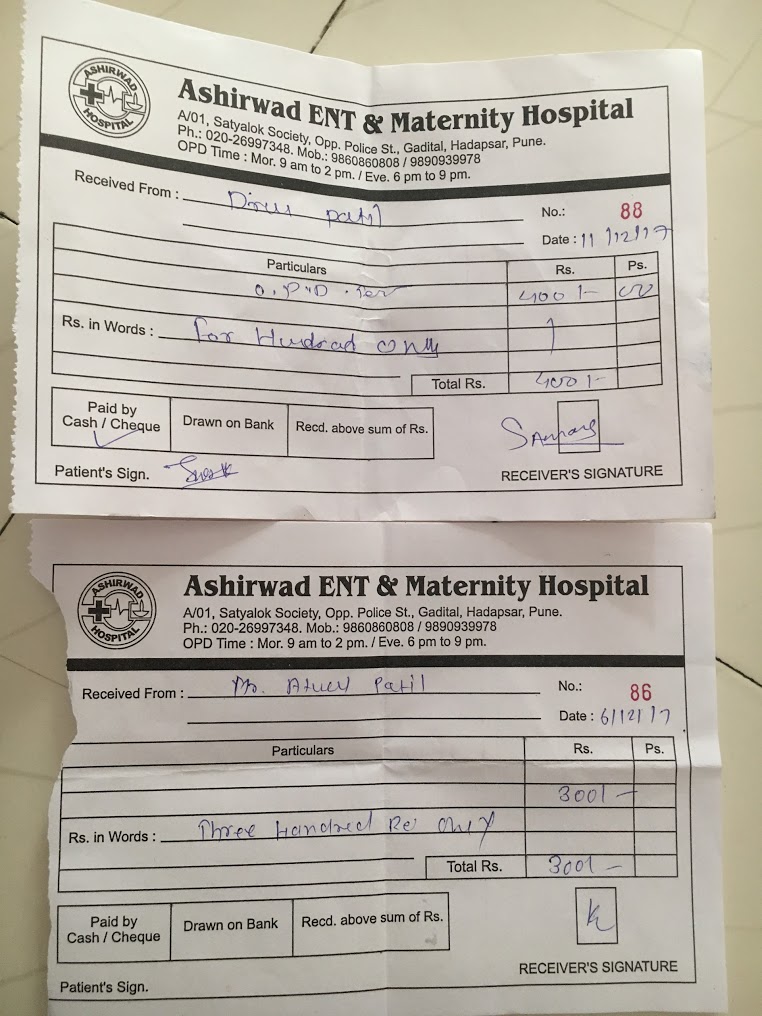 ASHIRWAD HOSPITAL
Ashirwad ENT & Maternity Hospital
A/01, Satyalok Society, Opp. Police St., Gadital, Hadapsar, Pune.
Ph.: 020-26997348. Mob.: 9860860808 / 9890939978
OPD Time : Mor. 9 am to 2 pm. / Eve. 6 pm to 9 pm.
Received From : patil
No.: 88
Date : 11/12/17
Particulars Rs. Ps.
O.P.D. 400/- 00
Rs. in Words : For Hundrad only
Total Rs. 400/-
Paid by Cash / Cheque Drawn on Bank Recd. above sum of Rs.
Patient's Sign. RECEIVER'S SIGNATURE
ASHIRWAD HOSPITAL
Ashirwad ENT & Maternity Hospital
A/01, Satyalok Society, Opp. Police St., Gadital, Hadapsar, Pune.
Ph.: 020-26997348. Mob.: 9860860808 / 9890939978
OPD Time : Mor. 9 am to 2 pm. / Eve. 6 pm to 9 pm.
Received From : Atul Patil
No.: 86
Date : 6/12/17
Particulars Rs. Ps.
300/-
Rs. in Words : Three Handred Rs only
Total Rs. 300/-
Paid by Cash / Cheque Drawn on Bank Recd. above sum of Rs.
RECEIVER'S SIGNATURE
Patient's Sign.